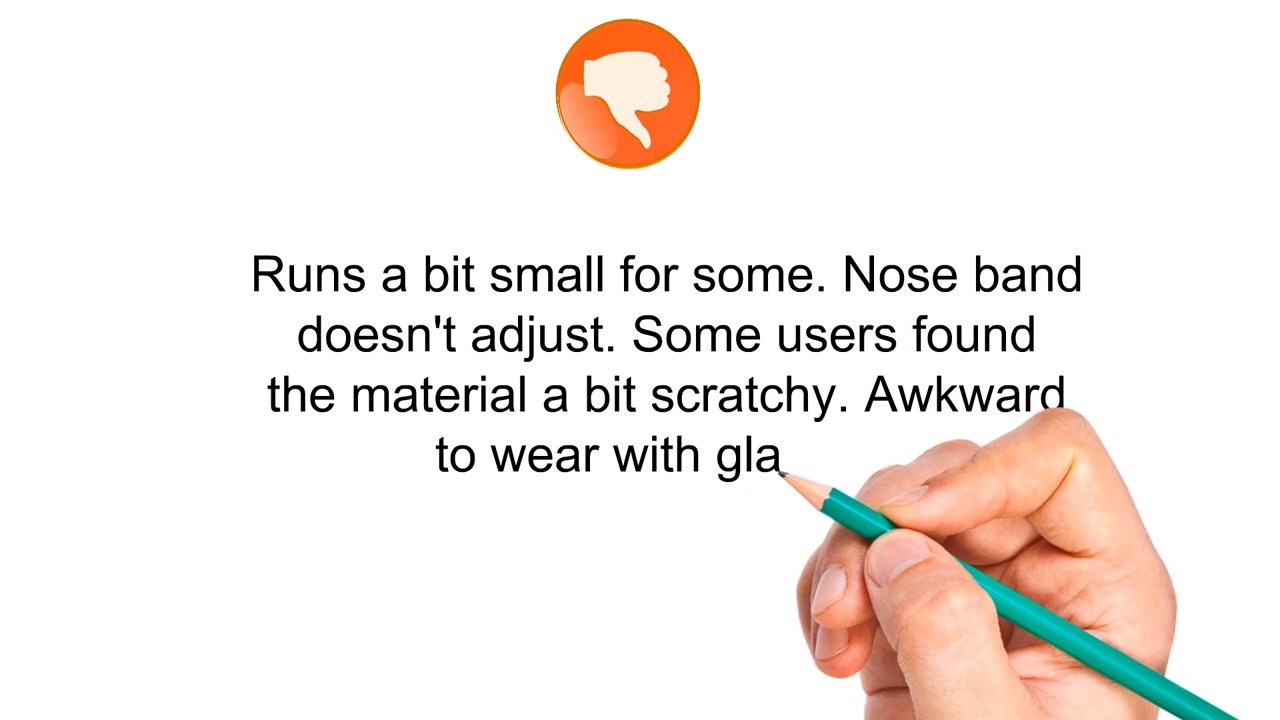 Runs a bit small for some. Nose band
doesn't adjust. Some users found
the material a bit scratchy. Awkward
to wear with gla